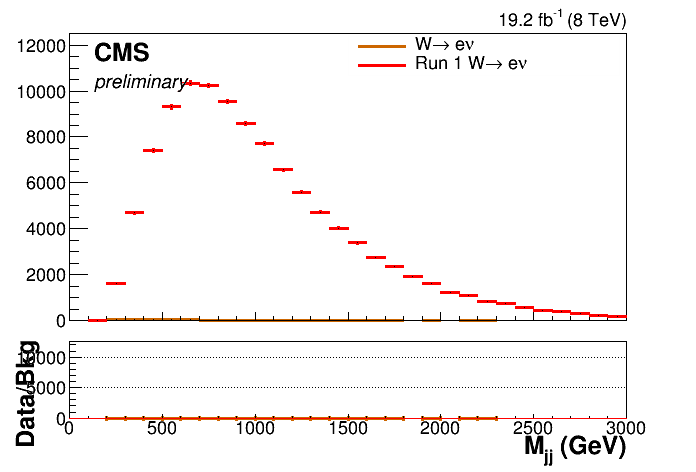 19.2 fb⁻¹ (8 TeV)
CMS
preliminary
W→ eν
Run 1 W→ eν
12000
10000
8000
6000
4000
2000
0
Data/Bkg
10000
5000
0
0 500 1000 1500 2000 2500 3000
M_jj (GeV)